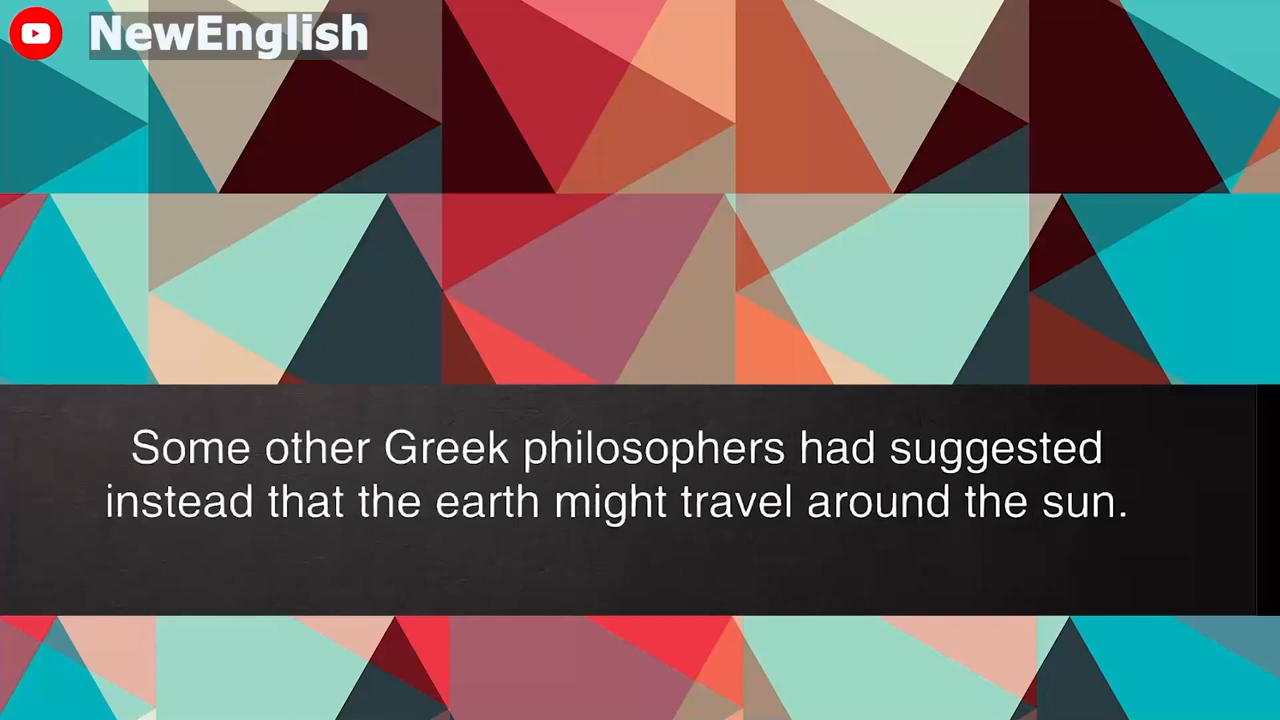 NewEnglish
Some other Greek philosophers had suggested
instead that the earth might travel around the sun.